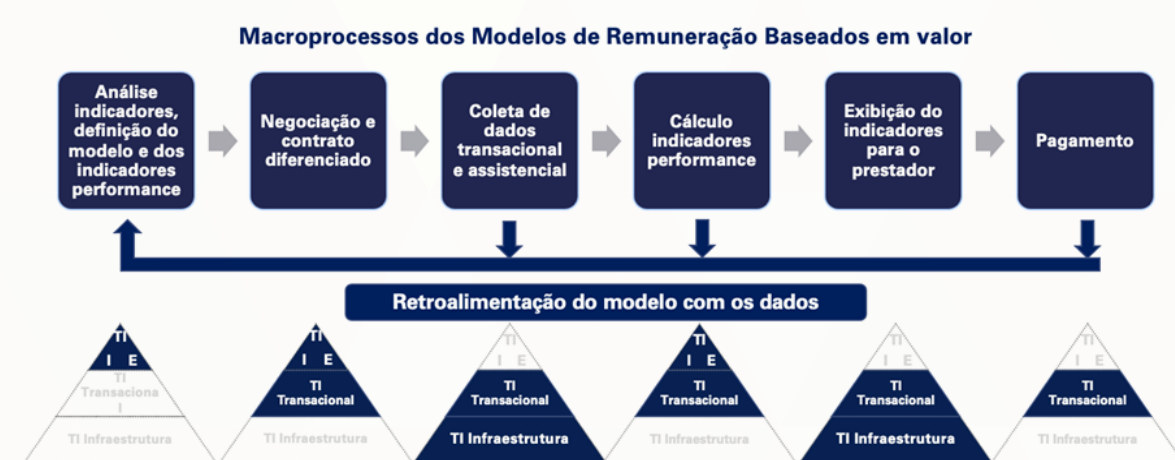 Macroprocessos dos Modelos de Remuneração Baseados em valor
Análise
indicadores,
definição do
modelo e dos
indicadores
performance
Negociação e
contrato
diferenciado
Coleta de
dados
transacional
e assistencial
Cálculo
indicadores
performance
Exibição do
indicadores
para o
prestador
Pagamento
Retroalimentação do modelo com os dados
TI
I E
TI
Transaciona
l
TI Infraestrutura
TI
I E
TI
Transacional
TI Infraestrutura
TI
I E
TI
Transacional
TI Infraestrutura
TI
I E
TI
Transacional
TI Infraestrutura
TI
I E
TI
Transacional
TI Infraestrutura
TI
I E
TI
Transacional
TI Infraestrutura